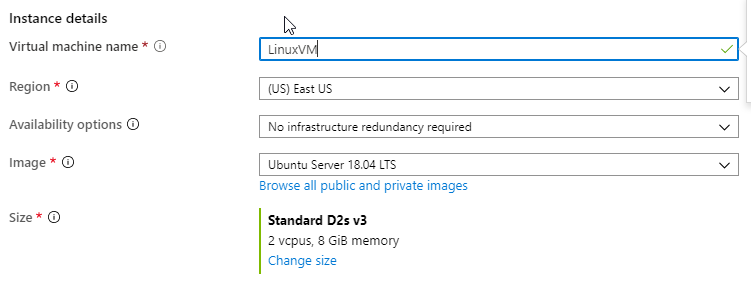 Instance details
Virtual machine name * LinuxVM
Region * (US) East US
Availability options No infrastructure redundancy required
Image * Ubuntu Server 18.04 LTS
Browse all public and private images
Size * Standard D2s v3
2 vcpus, 8 GiB memory
Change size